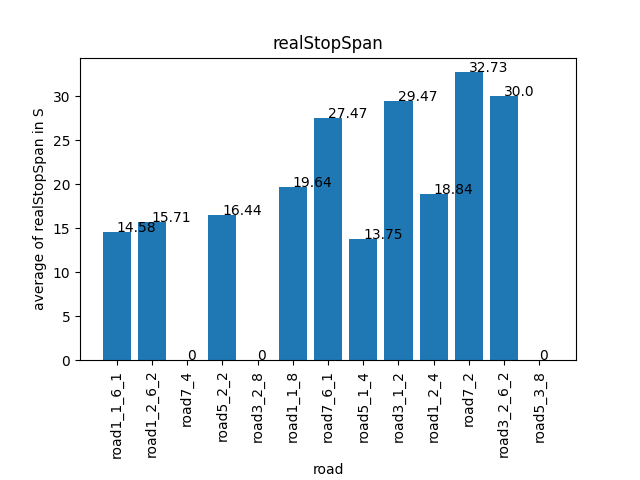 realStopSpan
average of realStopSpan in S
30
25
20
15
10
5
0
14.58
15.71
0
16.44
0
19.64
27.47
13.75
29.47
18.84
32.73
30.0
0
road1_1_6_1
road1_2_6_2
road7_4
road5_2_2
road3_2_8
road1_1_8
road7_6_1
road5_1_4
road3_1_2
road1_2_4
road7_2
road3_2_6_2
road5_3_8
road